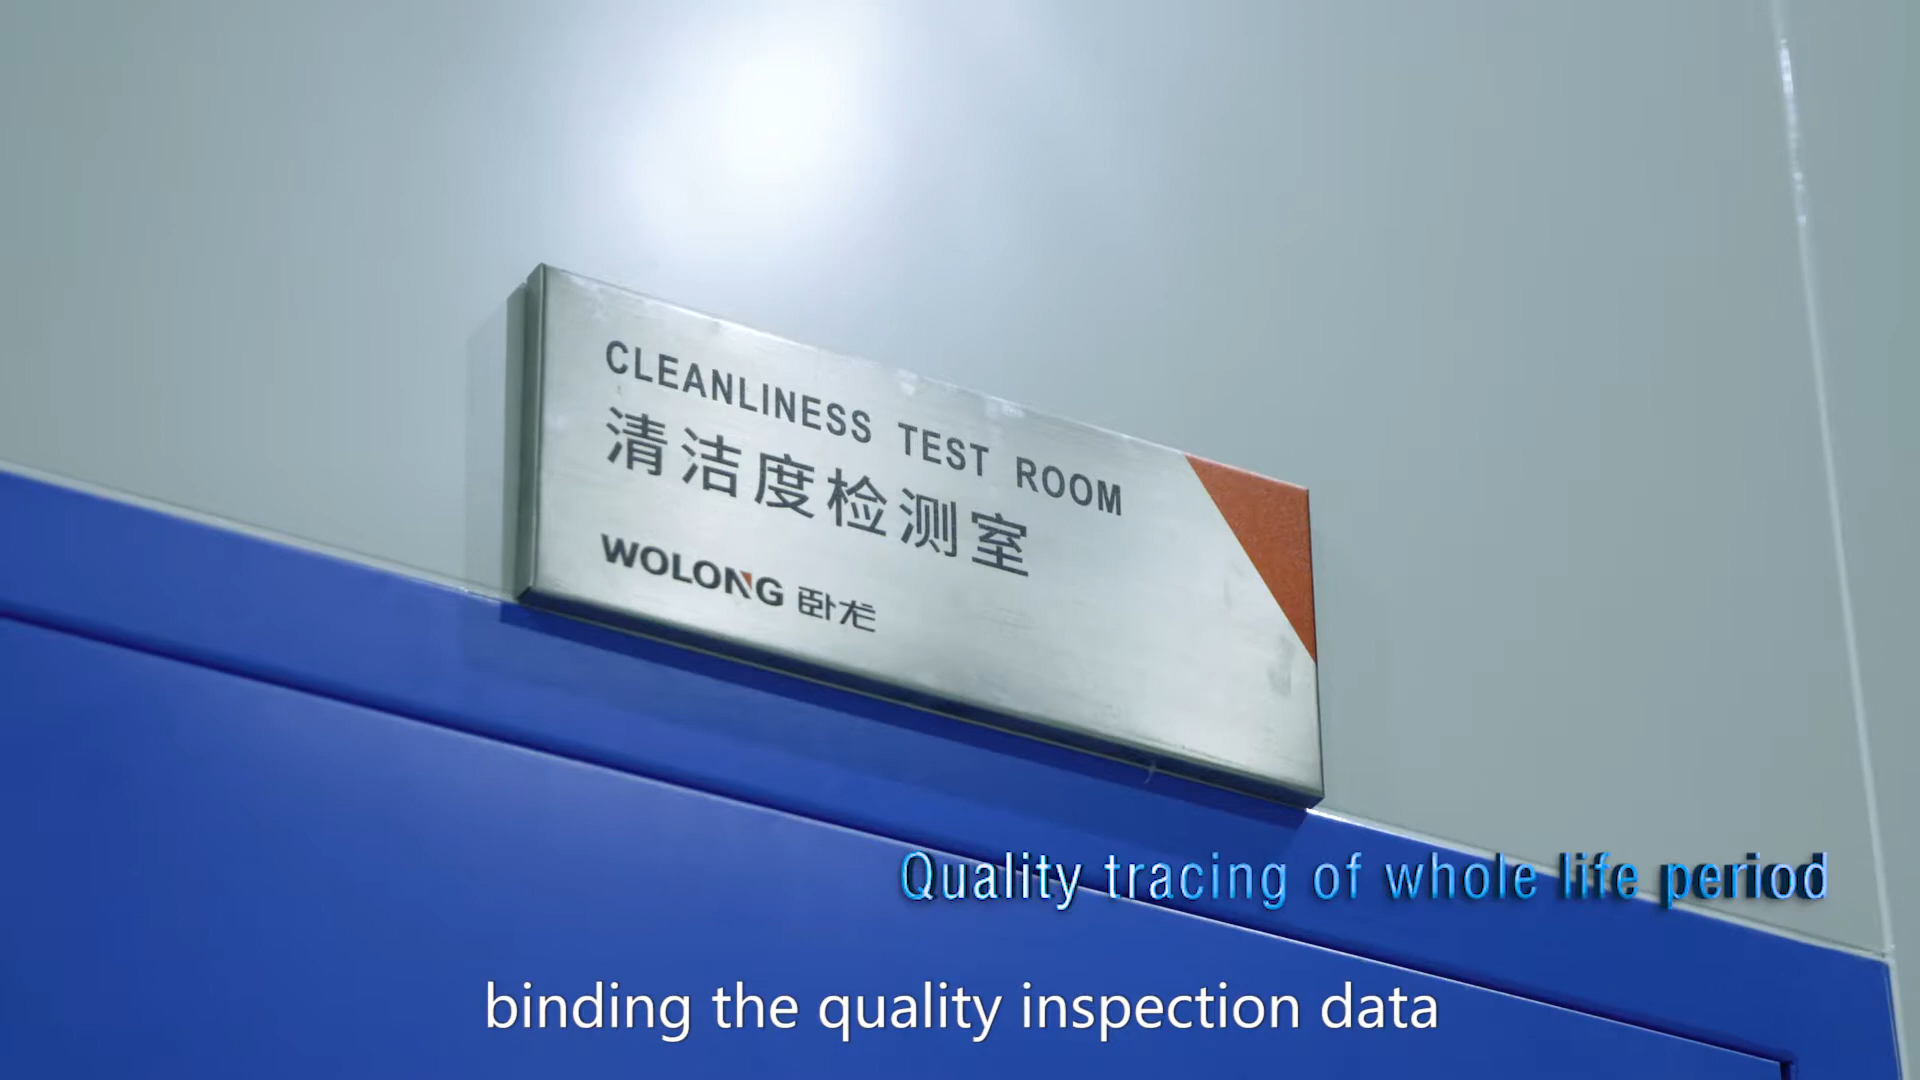 CLEANLINESS TEST ROOM
清洁度检测室
WOLONG 卧龙
Quality tracing of whole life period
binding the quality inspection data